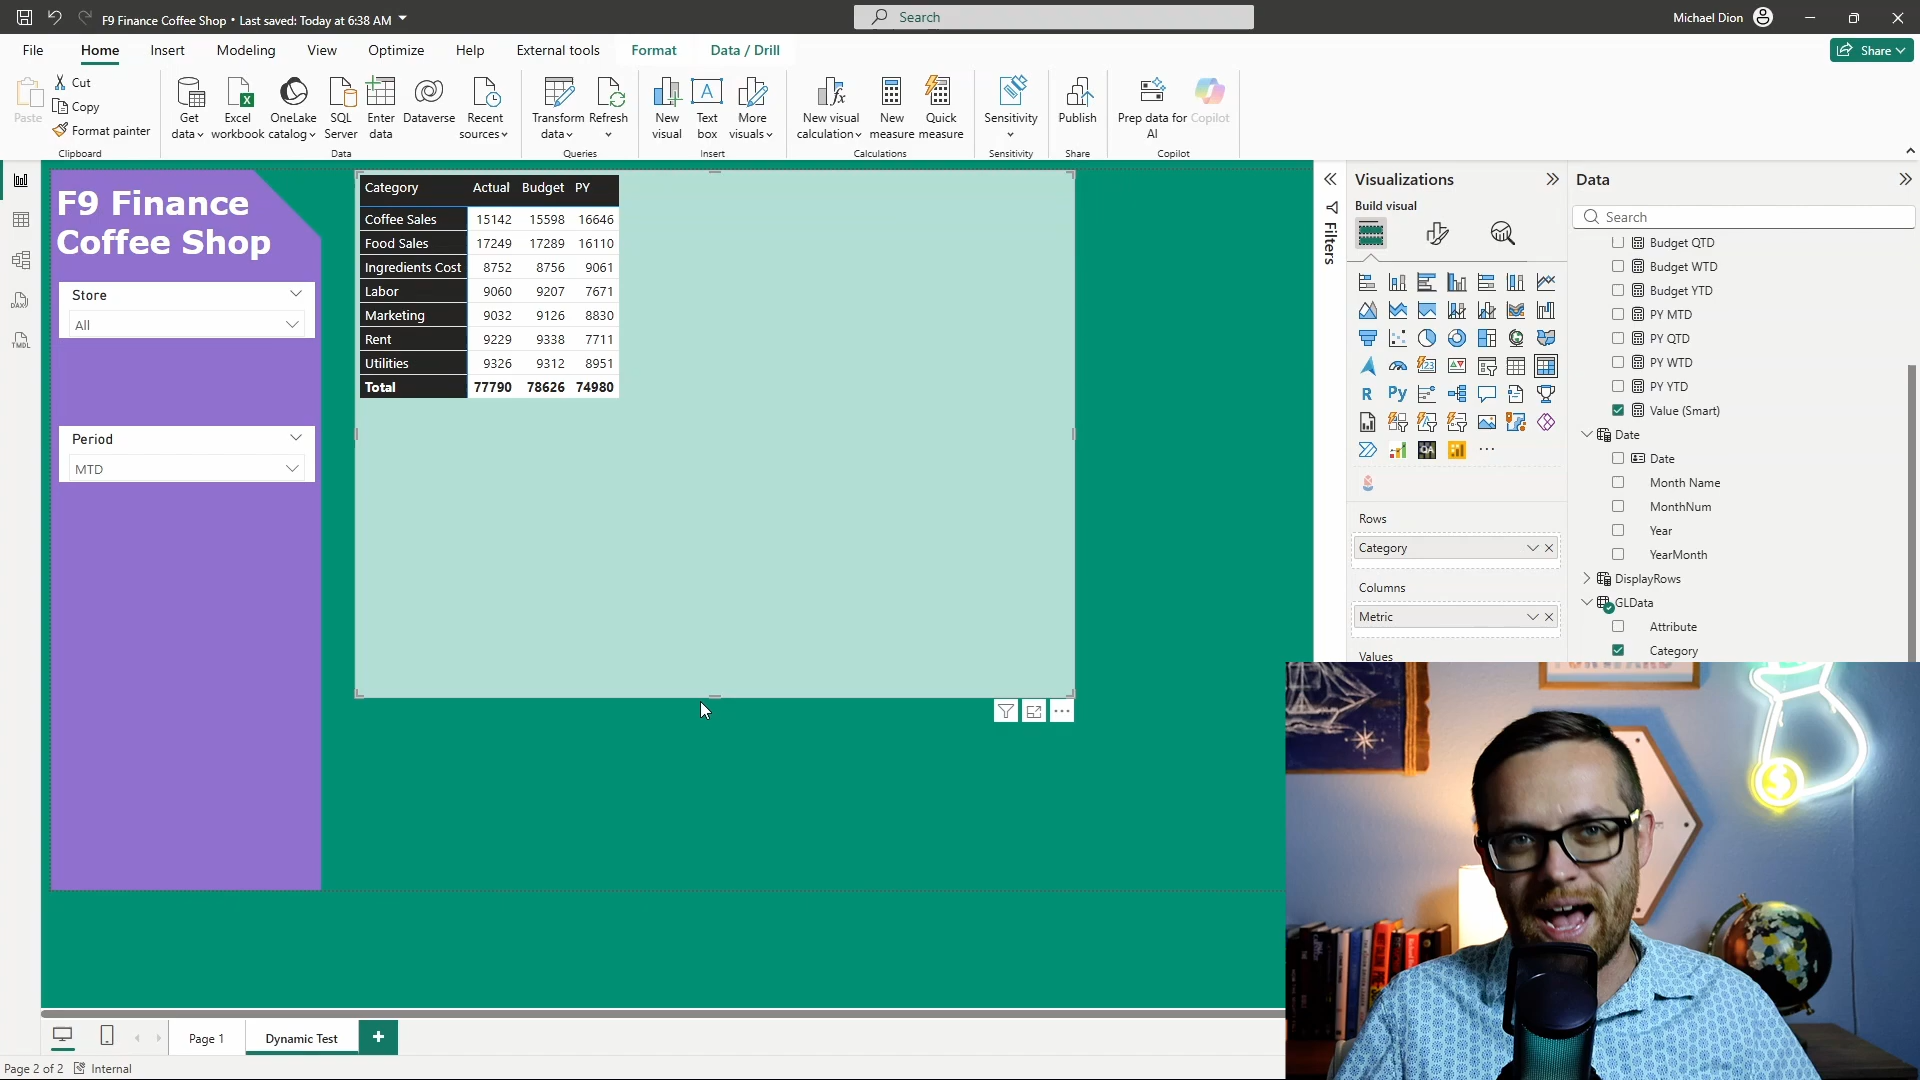 F9 Finance Coffee Shop • Last saved: Today at 6:38 AM
Search
Michael Dion
File Home Insert Modeling View Optimize Help External tools Format Data / Drill
Share
Paste
Cut
Copy
Format painter
Clipboard
Get data
Excel workbook
OneLake catalog
SQL Server
Enter data
Dataverse
Recent sources
Data
Transform data
Refresh
Queries
New visual
Text box
More visuals
Insert
New visual calculation
New measure
Quick measure
Calculations
Sensitivity
Sensitivity
Publish
Share
Prep data for AI
Copilot
Copilot
F9 Finance
Coffee Shop
Store
All
Period
MTD
Category Actual Budget PY
Coffee Sales 15142 15598 16646
Food Sales 17249 17289 16110
Ingredients Cost 8752 8756 9061
Labor 9060 9207 7671
Marketing 9032 9126 8830
Rent 9229 9338 7711
Utilities 9326 9312 8951
Total 77790 78626 74980
Filters
Visualizations
Build visual
123
R
Py
QA
Rows
Category
Columns
Metric
Values
Data
Search
Budget QTD
Budget WTD
Budget YTD
PY MTD
PY QTD
PY WTD
PY YTD
Value (Smart)
Date
Date
Month Name
MonthNum
Year
YearMonth
DisplayRows
GLData
Attribute
Category
DAX
TMDL
Page 1
Dynamic Test
Page 2 of 2
Internal
$